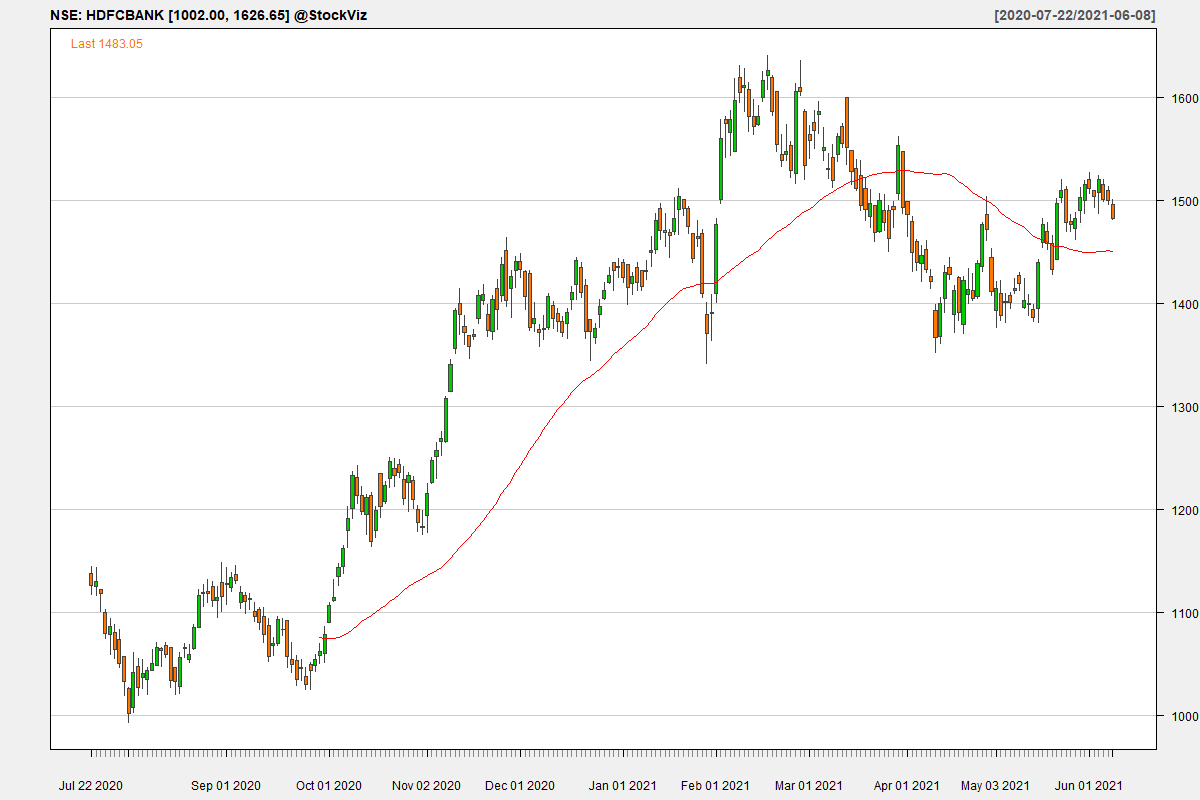 NSE: HDFCBANK [1002.00, 1626.65] @StockViz [2020-07-22/2021-06-08]
Last 1483.05
1600
1500
1400
1300
1200
1100
1000
Jul 22 2020 Sep 01 2020 Oct 01 2020 Nov 02 2020 Dec 01 2020 Jan 01 2021 Feb 01 2021 Mar 01 2021 Apr 01 2021 May 03 2021 Jun 01 2021